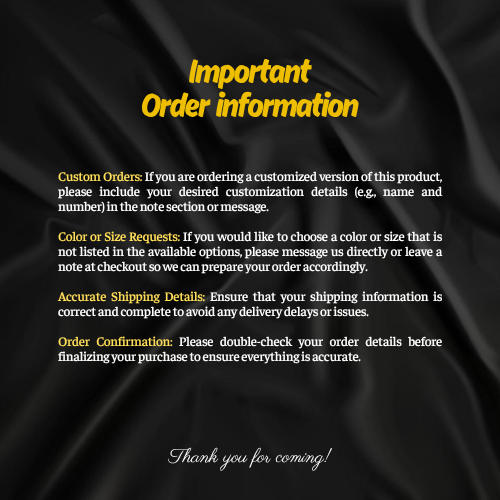 Important
Order information
Custom Orders: If you are ordering a customized version of this product,
please include your desired customization details (e.g., name and
number) in the note section or message.
Color or Size Requests: If you would like to choose a color or size that is
not listed in the available options, please message us directly or leave a
note at checkout so we can prepare your order accordingly.
Accurate Shipping Details: Ensure that your shipping information is
correct and complete to avoid any delivery delays or issues.
Order Confirmation: Please double-check your order details before
finalizing your purchase to ensure everything is accurate.
Thank you for coming!